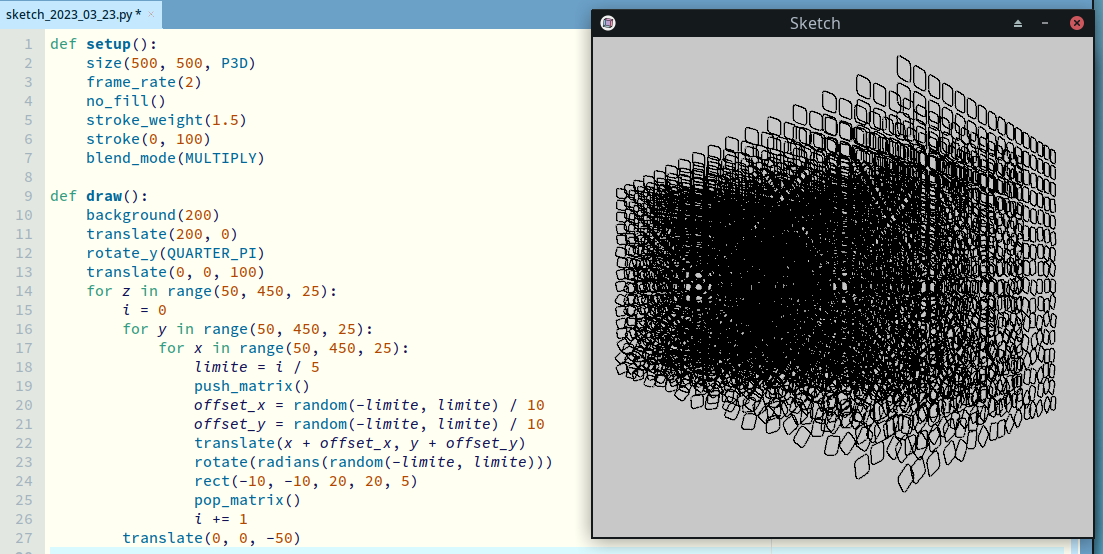 sketch_2023_03_23.py *
Sketch
1 def setup():
2     size(500, 500, P3D)
3     frame_rate(2)
4     no_fill()
5     stroke_weight(1.5)
6     stroke(0, 100)
7     blend_mode(MULTIPLY)
8
9 def draw():
10     background(200)
11     translate(200, 0)
12     rotate_y(QUARTER_PI)
13     translate(0, 0, 100)
14     for z in range(50, 450, 25):
15         i = 0
16         for y in range(50, 450, 25):
17             for x in range(50, 450, 25):
18                 limite = i / 5
19                 push_matrix()
20                 offset_x = random(-limite, limite) / 10
21                 offset_y = random(-limite, limite) / 10
22                 translate(x + offset_x, y + offset_y)
23                 rotate(radians(random(-limite, limite)))
24                 rect(-10, -10, 20, 20, 5)
25                 pop_matrix()
26                 i += 1
27         translate(0, 0, -50)